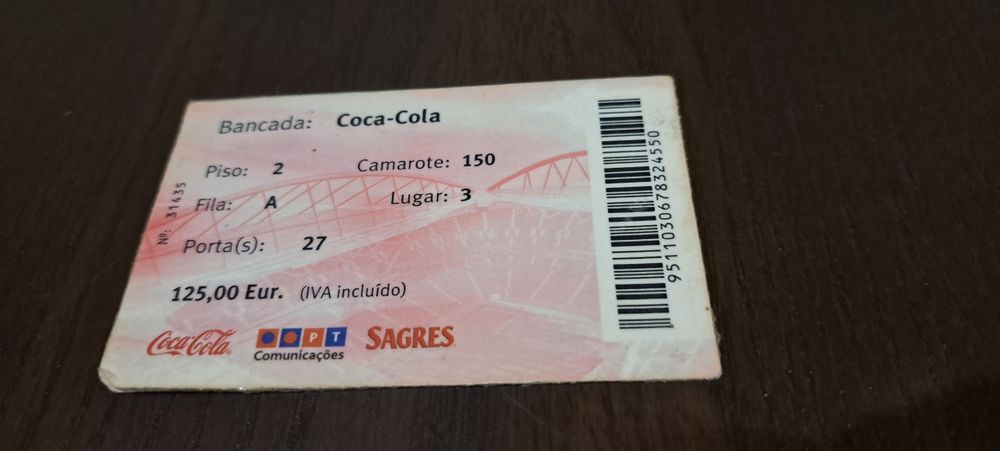 Bancada: Coca-Cola
Piso: 2 Camarote: 150
Fila: A Lugar: 3
Porta(s): 27
125,00 Eur. (IVA incluído)
Coca-Cola PT Comunicações SAGRES
Nº: 31435
9511030678324550